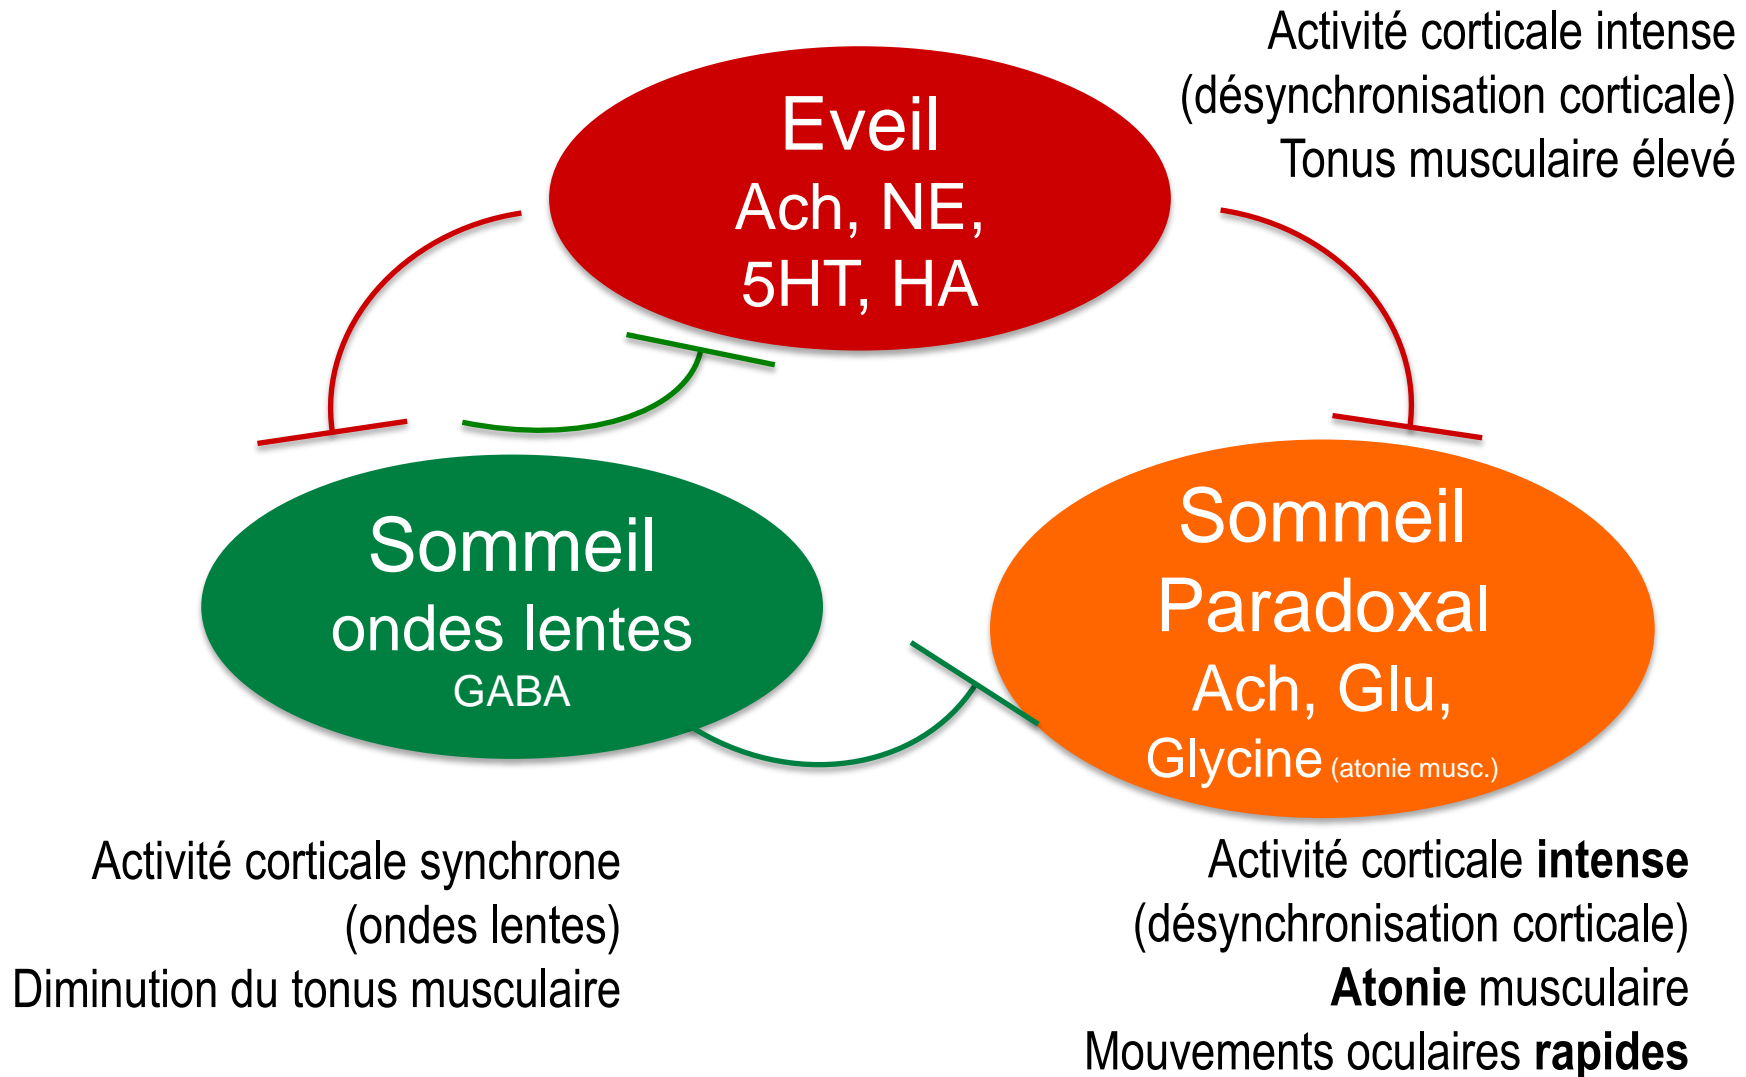 Activité corticale intense
(désynchronisation corticale)
Tonus musculaire élevé
Eveil
Ach, NE,
5HT, HA
Sommeil
ondes lentes
GABA
Sommeil
Paradoxal
Ach, Glu,
Glycine (atonie musc.)
Activité corticale synchrone
(ondes lentes)
Diminution du tonus musculaire
Activité corticale intense
(désynchronisation corticale)
Atonie musculaire
Mouvements oculaires rapides